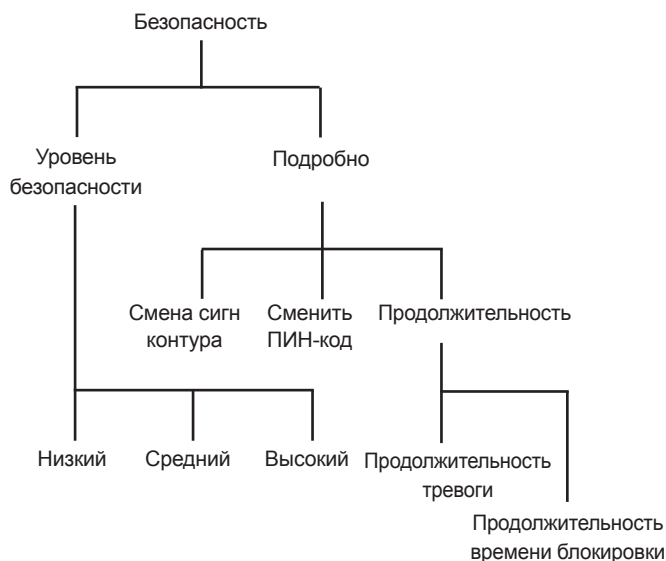 Безопасность
Уровень
безопасности
Подробно
Смена сигн
контура
Сменить
ПИН-код
Продолжительность
Низкий
Средний
Высокий
Продолжительность
тревоги
Продолжительность
времени блокировки